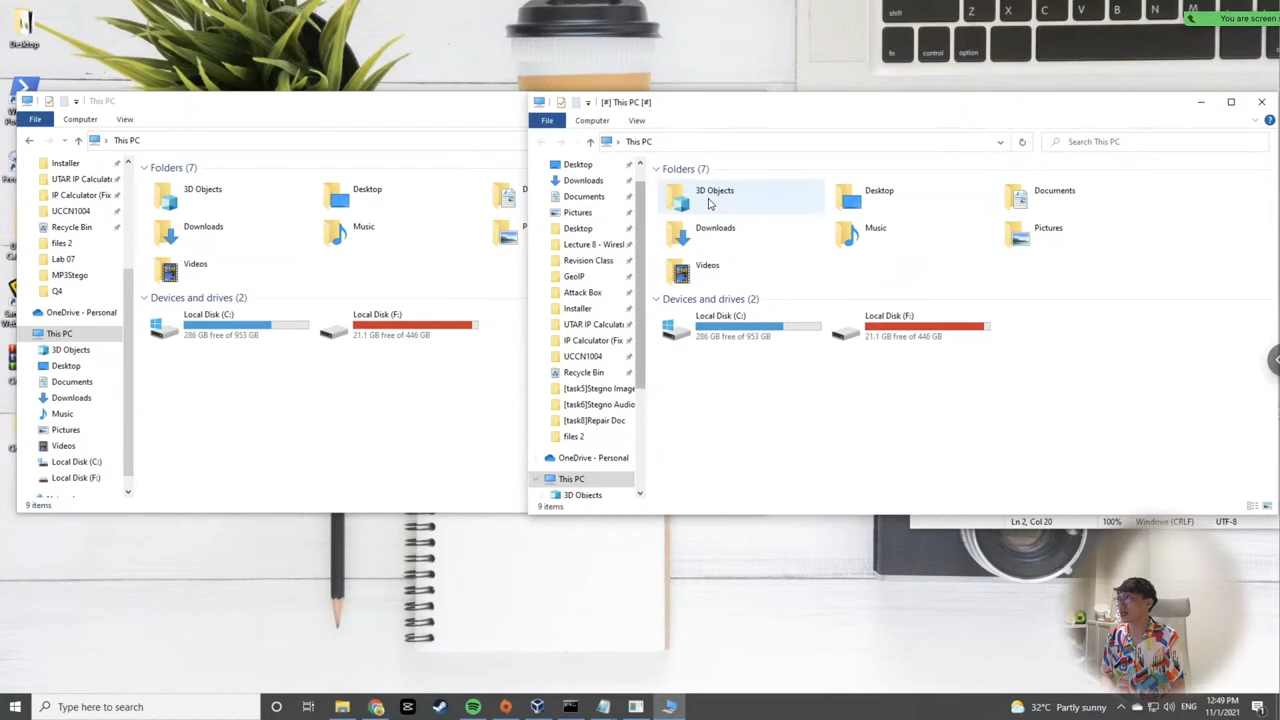 Desktop
shift
Z
X
C
V
B
N
M
fn
control
option
You are screen s
This PC
File
Computer
View
This PC
Installer
UTAR IP Calculat
IP Calculator (Fix
UCCN1004
Recycle Bin
files 2
Lab 07
MP3Stego
Q4
OneDrive - Personal
This PC
3D Objects
Desktop
Documents
Downloads
Music
Pictures
Videos
Local Disk (C:)
Local Disk (F:)
9 items
Folders (7)
3D Objects
Desktop
D
Downloads
Music
P
Videos
Devices and drives (2)
Local Disk (C:)
286 GB free of 953 GB
Local Disk (F:)
21.1 GB free of 446 GB
[#] This PC [#]
File
Computer
View
This PC
Search This PC
Desktop
Downloads
Documents
Pictures
Desktop
Lecture 8 - Wiresl
Revision Class
GeoIP
Attack Box
Installer
UTAR IP Calculat
IP Calculator (Fix
UCCN1004
Recycle Bin
[task5]Stegno Image
[task6]Stegno Audio
[task8]Repair Doc
files 2
OneDrive - Personal
This PC
3D Objects
9 items
Folders (7)
3D Objects
Desktop
Documents
Downloads
Music
Pictures
Videos
Devices and drives (2)
Local Disk (C:)
286 GB free of 953 GB
Local Disk (F:)
21.1 GB free of 446 GB
Ln 2, Col 20
100%
Windows (CRLF)
UTF-8
Type here to search
32°C Partly sunny
ENG
12:49 PM
11/1/2021